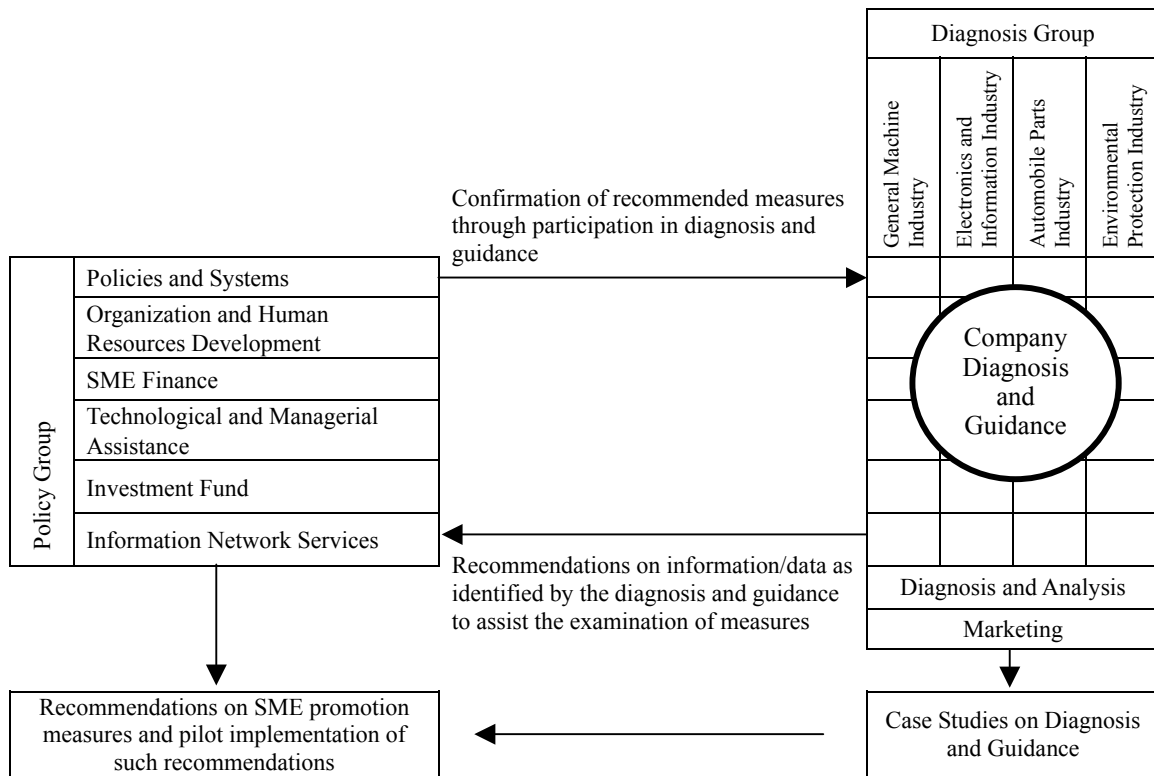 Diagnosis Group
General Machine
Industry
Electronics and
Information Industry
Automobile Parts
Industry
Environmental
Protection Industry
Confirmation of recommended measures
through participation in diagnosis and
guidance
Policy Group
Policies and Systems
Organization and Human
Resources Development
SME Finance
Technological and Managerial
Assistance
Investment Fund
Information Network Services
Company
Diagnosis
and
Guidance
Recommendations on information/data as
identified by the diagnosis and guidance
to assist the examination of measures
Diagnosis and Analysis
Marketing
Recommendations on SME promotion
measures and pilot implementation of
such recommendations
Case Studies on Diagnosis
and Guidance